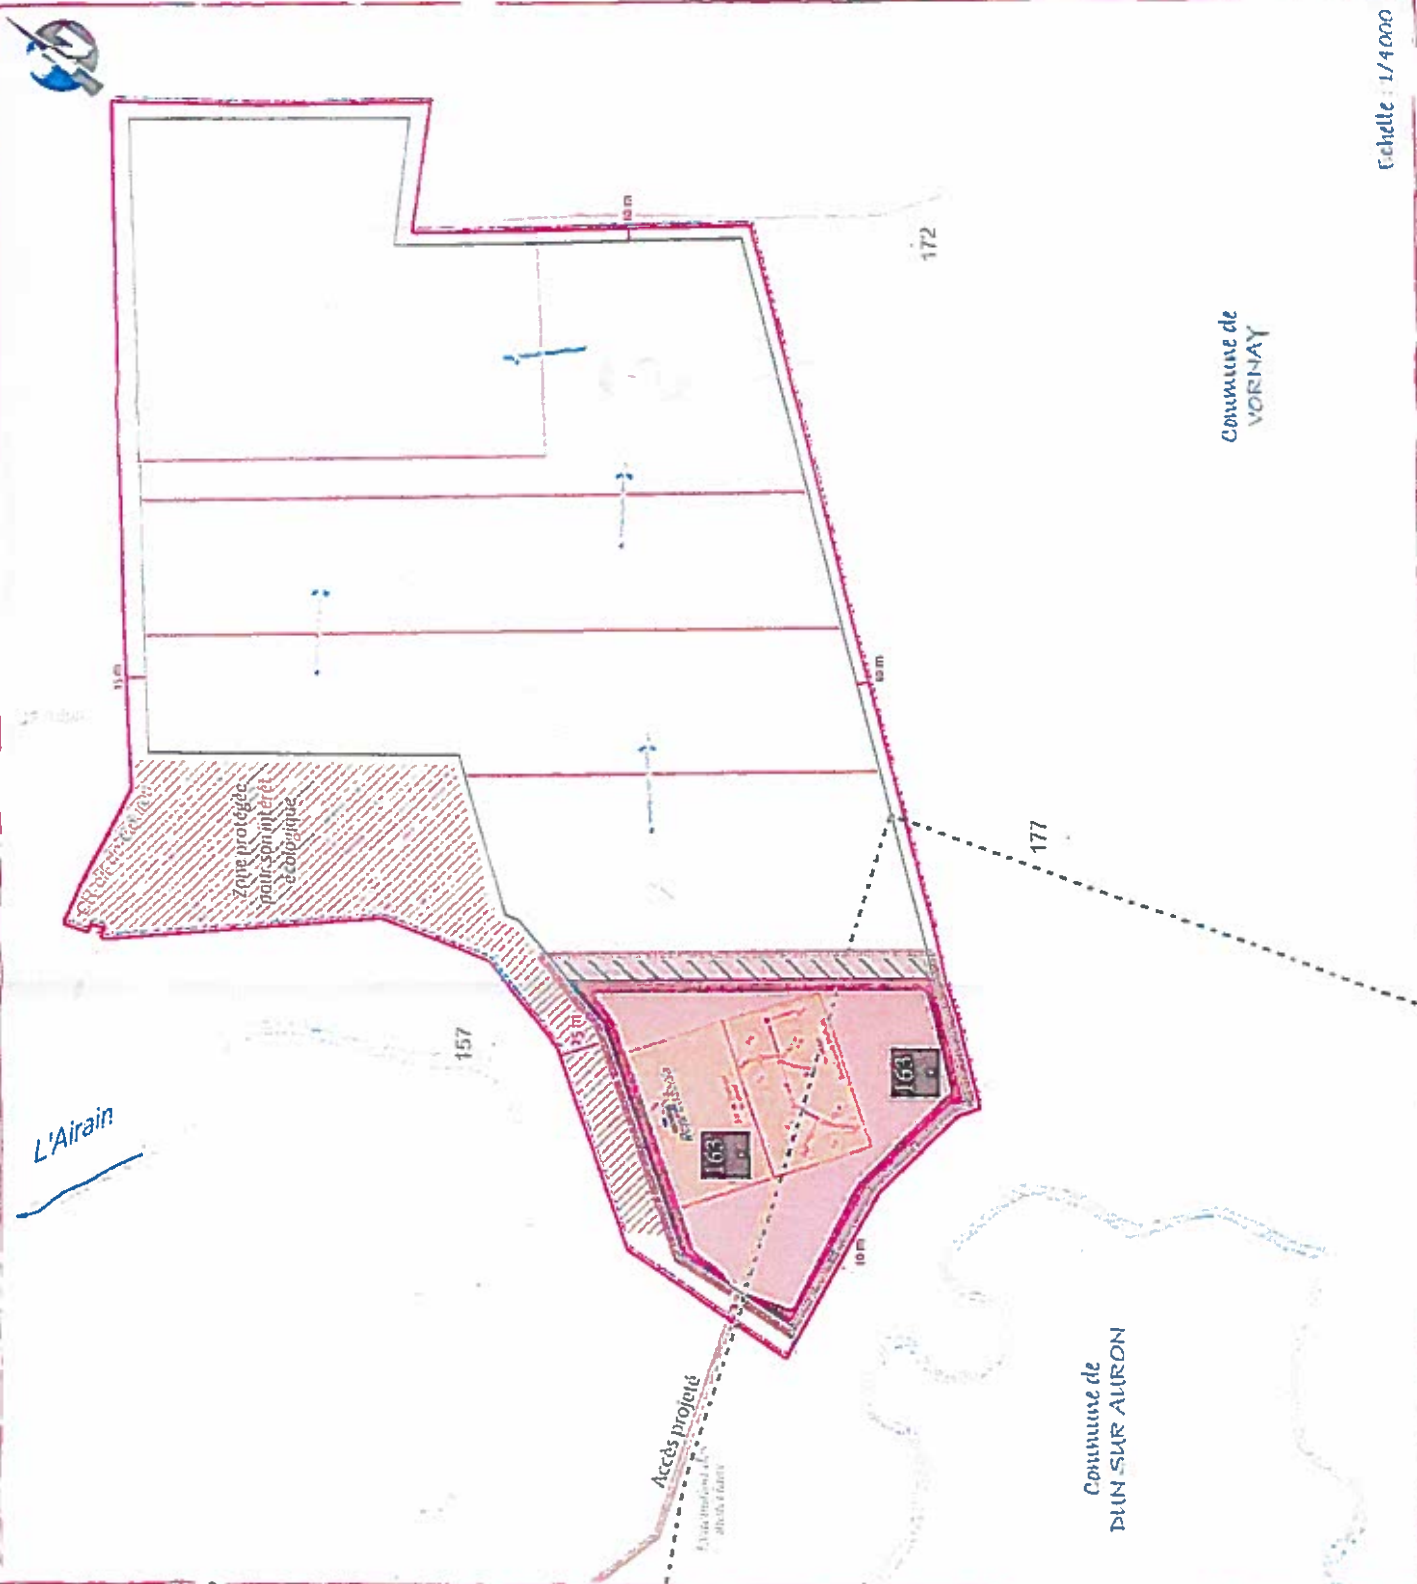 Echelle : 1/4000
10 m
172
Commune de
VORNAY
15 m
10 m
Zone protégée
pour son intérêt
écologique
177
157
15 m
L'Airain
163
163
10 m
Accès projeté
Commune de
DUN SUR AURON